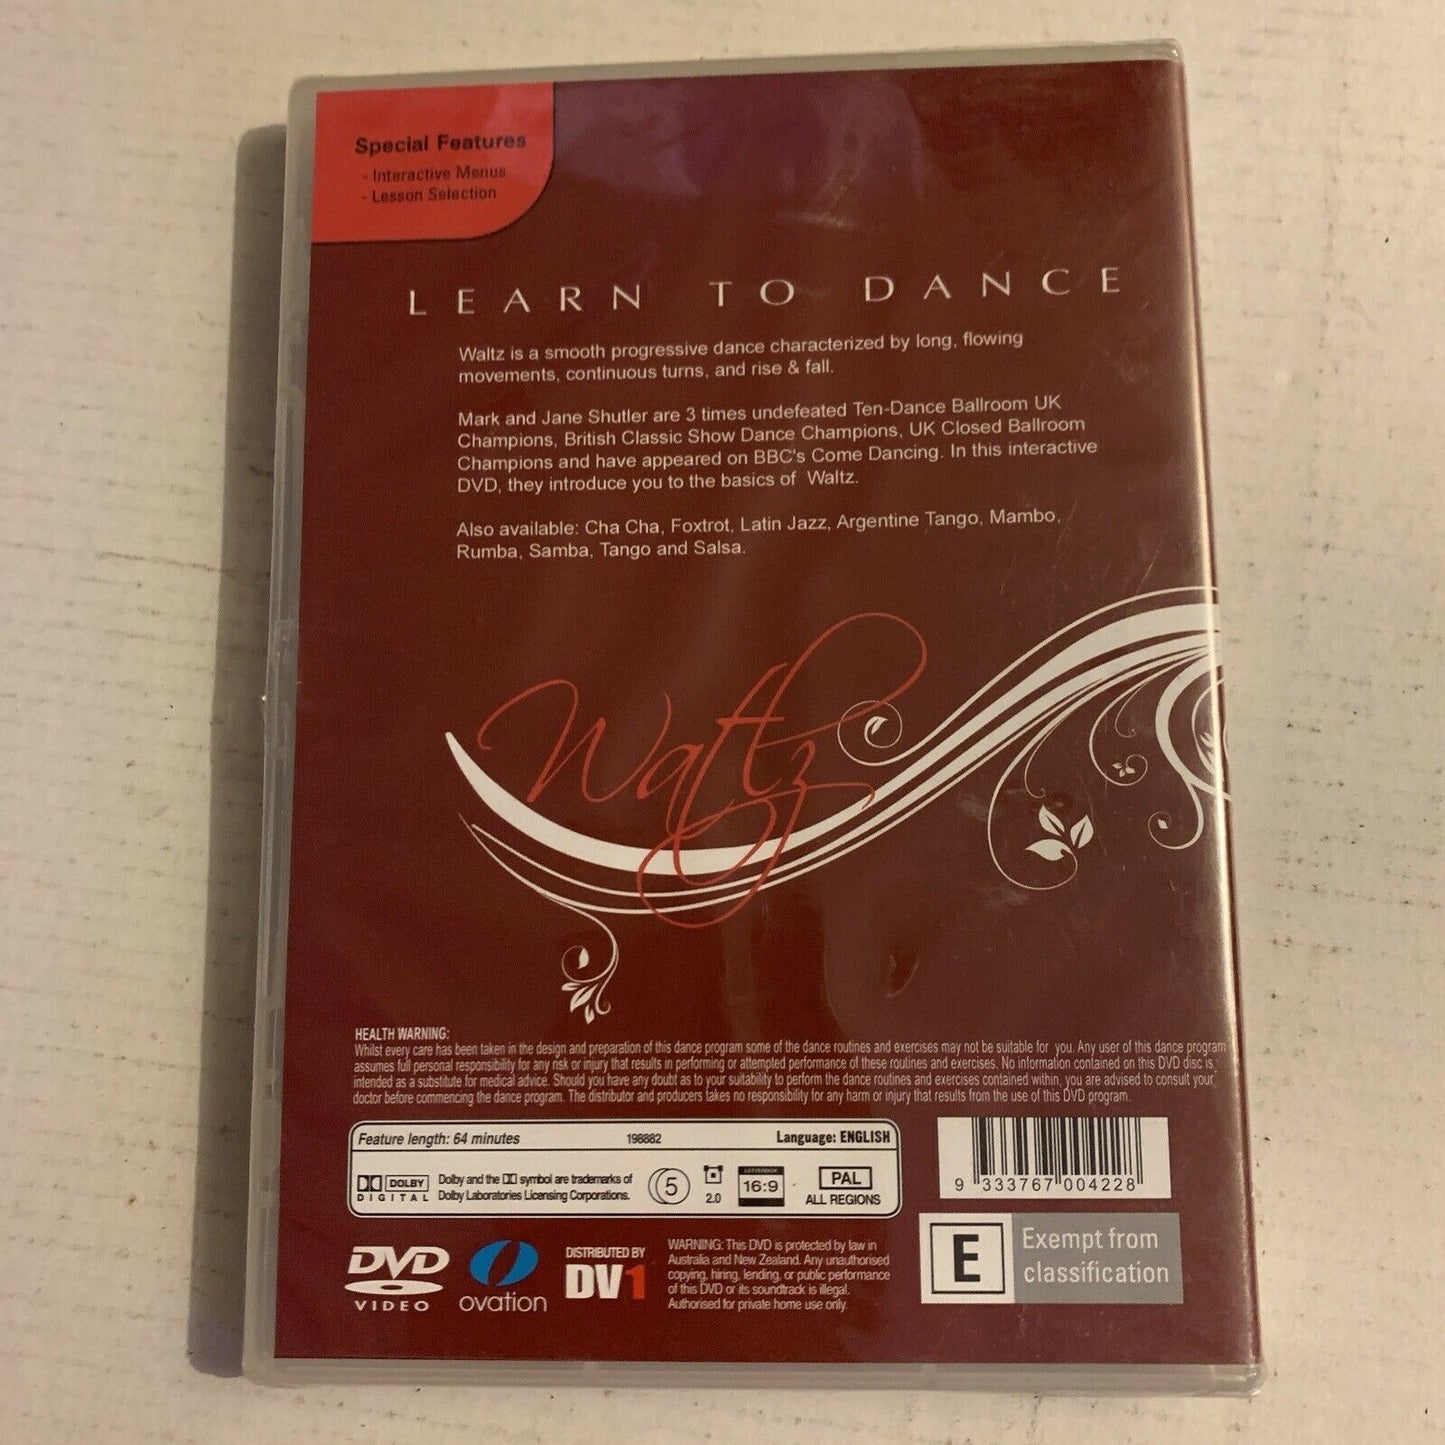 Special Features
- Interactive Menus
- Lesson Selection
LEARN TO DANCE
Waltz is a smooth progressive dance characterized by long, flowing
movements, continuous turns, and rise & fall.
Mark and Jane Shutler are 3 times undefeated Ten-Dance Ballroom UK
Champions, British Classic Show Dance Champions, UK Closed Ballroom
Champions and have appeared on BBC's Come Dancing. In this interactive
DVD, they introduce you to the basics of Waltz.
Also available: Cha Cha, Foxtrot, Latin Jazz, Argentine Tango, Mambo,
Rumba, Samba, Tango and Salsa.
Waltz
HEALTH WARNING:
Whilst every care has been taken in the design and preparation of this dance program some of the dance routines and exercises may not be suitable for you. Any user of this dance program
assumes full personal responsibility for any risk or injury that results in performing or attempted performance of these routines and exercises. No information contained on this DVD disc is
intended as a substitute for medical advice. Should you have any doubt as to your suitability to perform the dance routines and exercises contained within, you are advised to consult your
doctor before commencing the dance program. The distributor and producers takes no responsibility for any harm or injury that results from the use of this DVD program.
Feature length: 64 minutes 198882 Language: ENGLISH
DOLBY
DIGITAL
Dolby and the DD symbol are trademarks of
Dolby Laboratories Licensing Corporations.
5
2.0
LETTERBOX
16:9
PAL
ALL REGIONS
9 333767 004228
DVD
VIDEO
ovation
DISTRIBUTED BY
DV1
WARNING: This DVD is protected by law in
Australia and New Zealand. Any unauthorised
copying, hiring, lending, or public performance
of this DVD or its soundtrack is illegal.
Authorised for private home use only.
E
Exempt from
classification